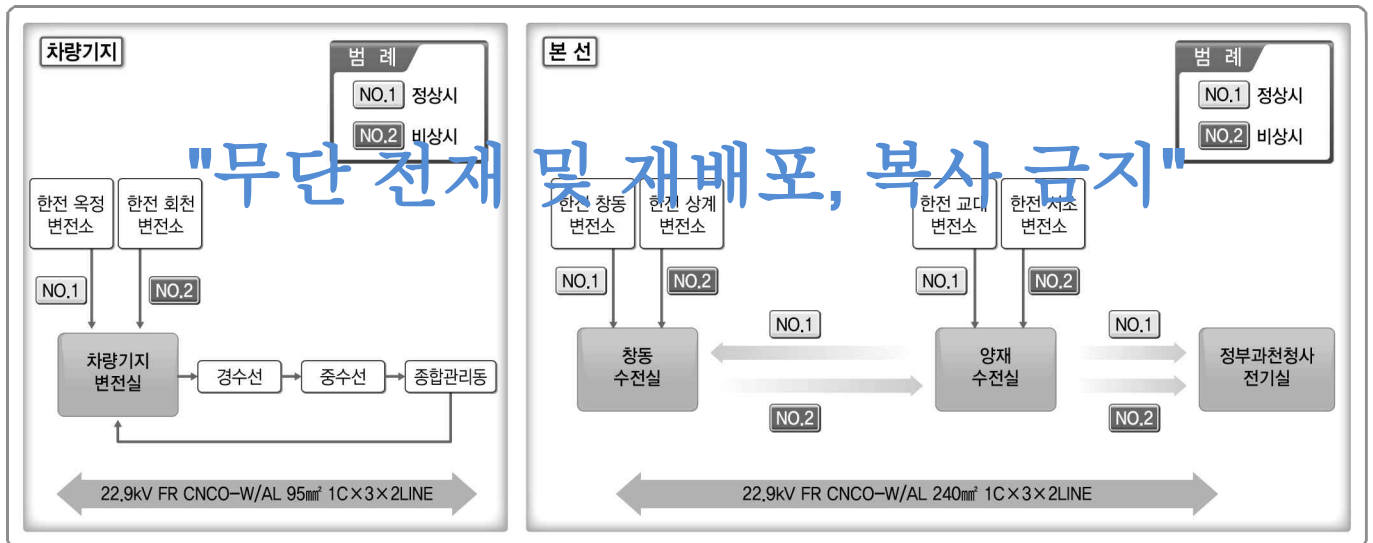 차량기지
범 례
NO.1 정상시
NO.2 비상시
본 선
범 례
NO.1 정상시
NO.2 비상시
"무단 전재 및 재배포, 복사 금지"
한전 옥정
변전소
한전 회천
변전소
한전 창동
변전소
한전 상계
변전소
한전 교대
변전소
한전 서초
변전소
NO.1
NO.2
NO.1
NO.2
NO.1
NO.2
차량기지
변전실
경수선
중수선
종합관리동
창동
수전실
NO.1
NO.2
양재
수전실
NO.1
NO.2
정부과천청사
전기실
22.9kV FR CNCO-W/AL 95㎟ 1C×3×2LINE
22.9kV FR CNCO-W/AL 240㎟ 1C×3×2LINE